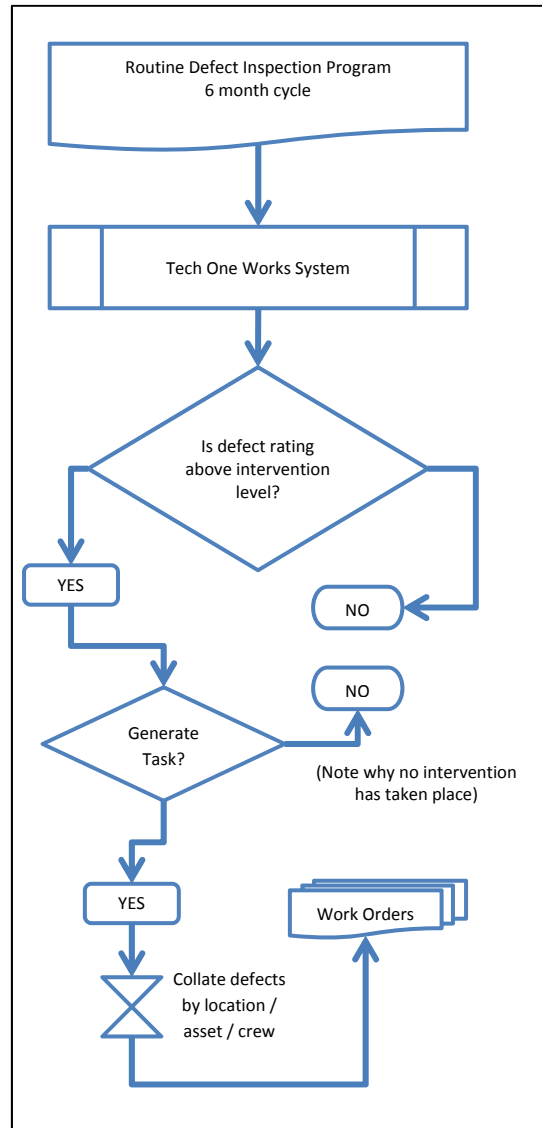 Routine Defect Inspection Program
6 month cycle
Tech One Works System
Is defect rating
above intervention
level?
YES
NO
NO
Generate
Task?
(Note why no intervention
has taken place)
YES
Work Orders
Collate defects
by location /
asset / crew